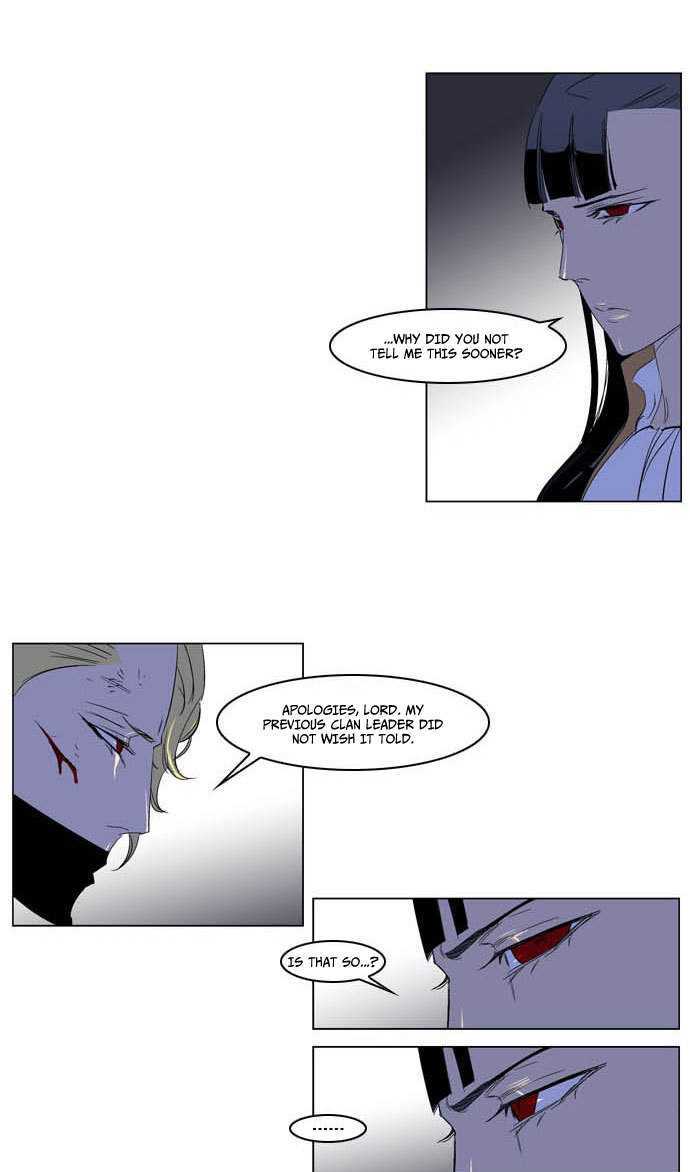 ...WHY DID YOU NOT
TELL ME THIS SOONER?
APOLOGIES, LORD. MY
PREVIOUS CLAN LEADER DID
NOT WISH IT TOLD.
IS THAT SO...?
------